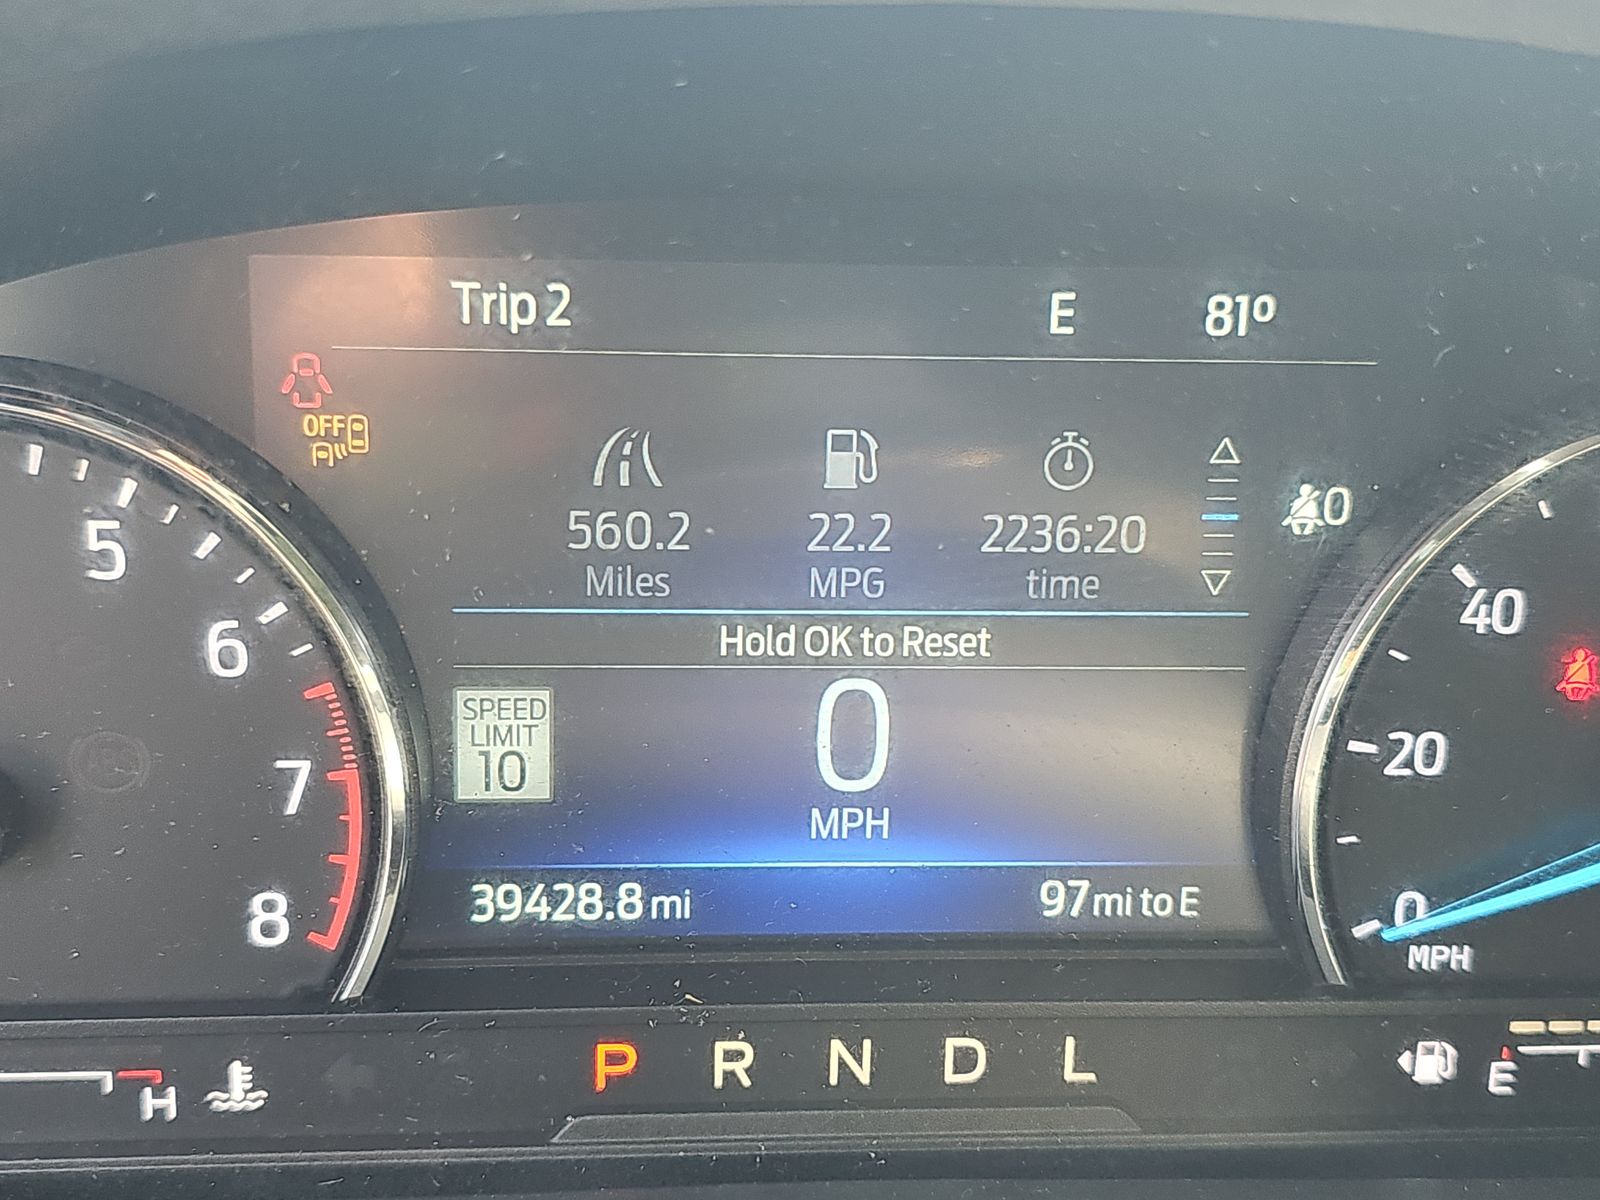 Trip 2 E 81°
OFF
560.2 22.2 2236:20 0
Miles MPG time
Hold OK to Reset
SPEED
LIMIT
10
0
MPH
39428.8 mi 97 mi to E
5
6
7
8
H
P R N D L
40
20
0
MPH
E